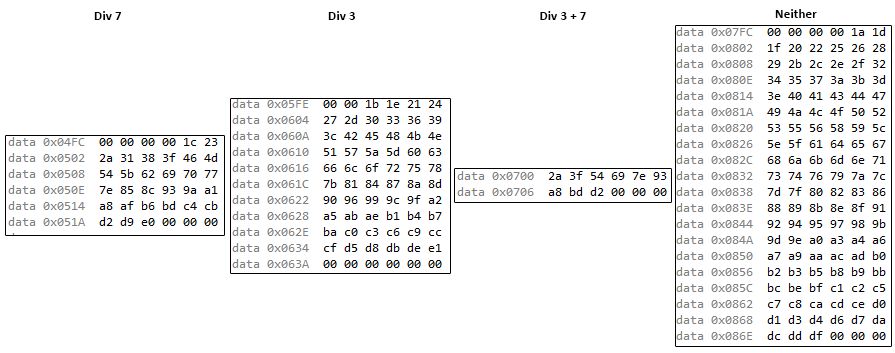 Div 7
data 0x04FC 00 00 00 00 1c 23
data 0x0502 2a 31 38 3f 46 4d
data 0x0508 54 5b 62 69 70 77
data 0x050E 7e 85 8c 93 9a a1
data 0x0514 a8 af b6 bd c4 cb
data 0x051A d2 d9 e0 00 00 00
Div 3
data 0x05FE 00 00 1b 1e 21 24
data 0x0604 27 2d 30 33 36 39
data 0x060A 3c 42 45 48 4b 4e
data 0x0610 51 57 5a 5d 60 63
data 0x0616 66 6c 6f 72 75 78
data 0x061C 7b 81 84 87 8a 8d
data 0x0622 90 96 99 9c 9f a2
data 0x0628 a5 ab ae b1 b4 b7
data 0x062E ba c0 c3 c6 c9 cc
data 0x0634 cf d5 d8 db de e1
data 0x063A 00 00 00 00 00 00
Div 3 + 7
data 0x0700 2a 3f 54 69 7e 93
data 0x0706 a8 bd d2 00 00 00
Neither
data 0x07FC 00 00 00 00 1a 1d
data 0x0802 1f 20 22 25 26 28
data 0x0808 29 2b 2c 2e 2f 32
data 0x080E 34 35 37 3a 3b 3d
data 0x0814 3e 40 41 43 44 47
data 0x081A 49 4a 4c 4f 50 52
data 0x0820 53 55 56 58 59 5c
data 0x0826 5e 5f 61 64 65 67
data 0x082C 68 6a 6b 6d 6e 71
data 0x0832 73 74 76 79 7a 7c
data 0x0838 7d 7f 80 82 83 86
data 0x083E 88 89 8b 8e 8f 91
data 0x0844 92 94 95 97 98 9b
data 0x084A 9d 9e a0 a3 a4 a6
data 0x0850 a7 a9 aa ac ad b0
data 0x0856 b2 b3 b5 b8 b9 bb
data 0x085C bc be bf c1 c2 c5
data 0x0862 c7 c8 ca cd ce d0
data 0x0868 d1 d3 d4 d6 d7 da
data 0x086E dc dd df 00 00 00